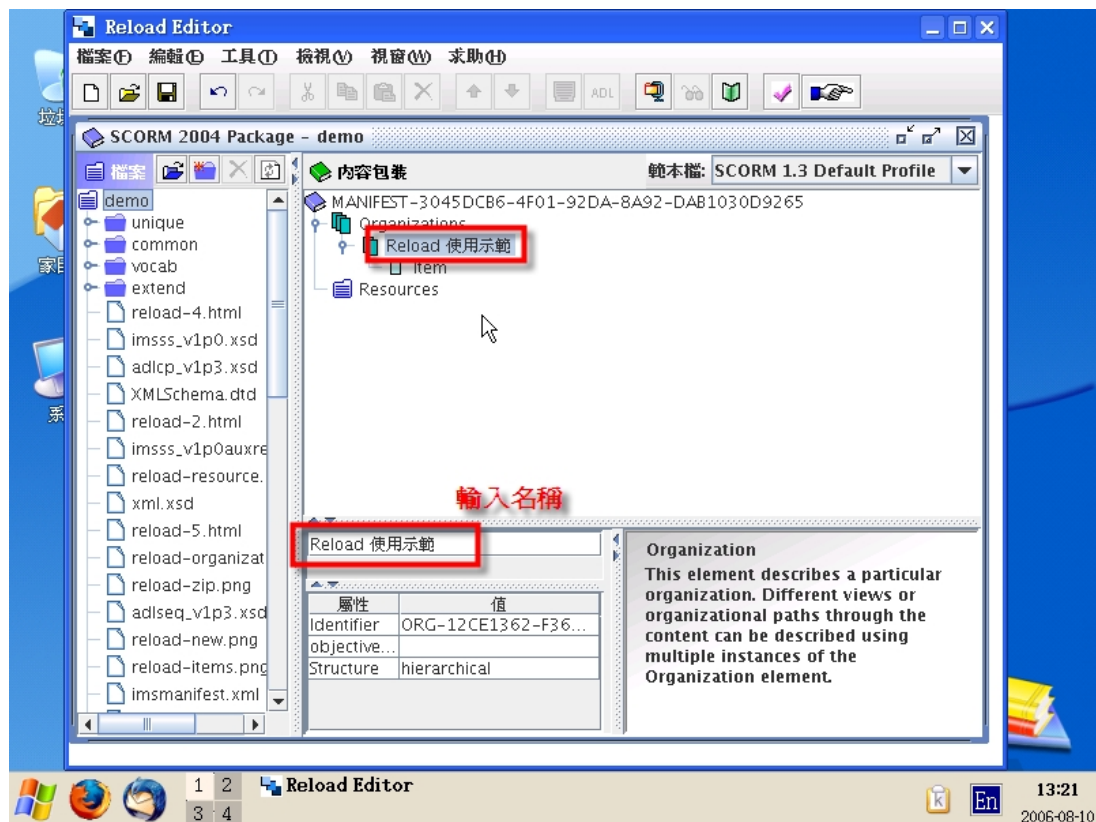 Reload Editor
檔案(F) 編輯(E) 工具(T) 檢視(V) 視窗(W) 求助(H)
ADL
SCORM 2004 Package - demo
檔案
內容包裝
範本檔: SCORM 1.3 Default Profile
demo
unique
common
vocab
extend
reload-4.html
imsss_v1p0.xsd
adlcp_v1p3.xsd
XMLSchema.dtd
reload-2.html
imsss_v1p0auxre
reload-resource.
xml.xsd
reload-5.html
reload-organizat
reload-zip.png
adlseq_v1p3.xsd
reload-new.png
reload-items.png
imsmanifest.xml
MANIFEST-3045DCB6-4F01-92DA-8A92-DAB1030D9265
Organizations
Reload 使用示範
Item
Resources
輸入名稱
Reload 使用示範
屬性 值
Identifier ORG-12CE1362-F36...
objective...
Structure hierarchical
Organization
This element describes a particular
organization. Different views or
organizational paths through the
content can be described using
multiple instances of the
Organization element.
垃圾
家目
系
1 2
3 4
Reload Editor
En
13:21
2006-08-10